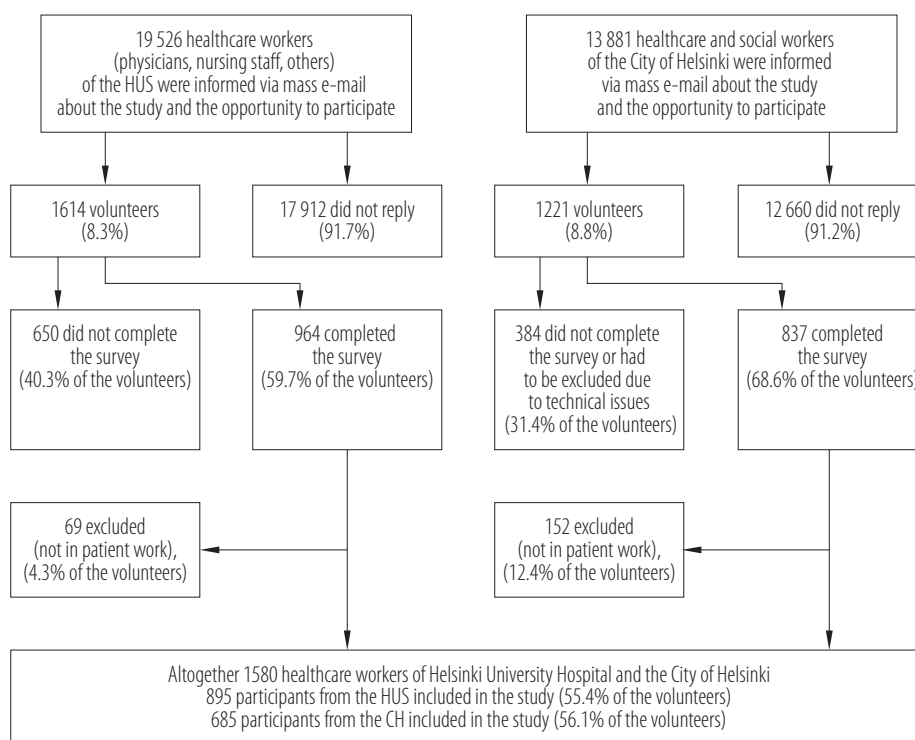 19 526 healthcare workers
(physicians, nursing staff, others)
of the HUS were informed via mass e-mail
about the study and the opportunity to participate
13 881 healthcare and social workers
of the City of Helsinki were informed
via mass e-mail about the study
and the opportunity to participate
1614 volunteers
(8.3%)
17 912 did not reply
(91.7%)
1221 volunteers
(8.8%)
12 660 did not reply
(91.2%)
650 did not complete
the survey
(40.3% of the volunteers)
964 completed
the survey
(59.7% of the volunteers)
384 did not complete
the survey or had
to be excluded due
to technical issues
(31.4% of the volunteers)
837 completed
the survey
(68.6% of the volunteers)
69 excluded
(not in patient work),
(4.3% of the volunteers)
152 excluded
(not in patient work),
(12.4% of the volunteers)
Altogether 1580 healthcare workers of Helsinki University Hospital and the City of Helsinki
895 participants from the HUS included in the study (55.4% of the volunteers)
685 participants from the CH included in the study (56.1% of the volunteers)